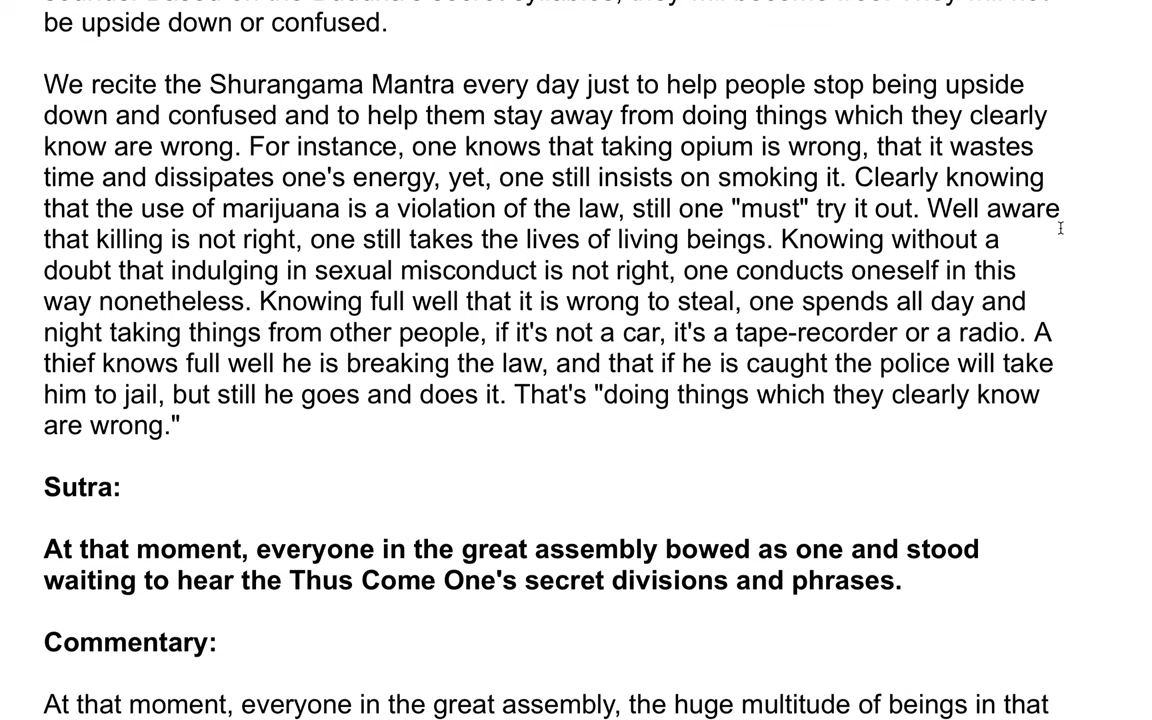 be upside down or confused.
We recite the Shurangama Mantra every day just to help people stop being upside
down and confused and to help them stay away from doing things which they clearly
know are wrong. For instance, one knows that taking opium is wrong, that it wastes
time and dissipates one's energy, yet, one still insists on smoking it. Clearly knowing
that the use of marijuana is a violation of the law, still one "must" try it out. Well aware
that killing is not right, one still takes the lives of living beings. Knowing without a
doubt that indulging in sexual misconduct is not right, one conducts oneself in this
way nonetheless. Knowing full well that it is wrong to steal, one spends all day and
night taking things from other people, if it's not a car, it's a tape-recorder or a radio. A
thief knows full well he is breaking the law, and that if he is caught the police will take
him to jail, but still he goes and does it. That's "doing things which they clearly know
are wrong."
Sutra:
At that moment, everyone in the great assembly bowed as one and stood
waiting to hear the Thus Come One's secret divisions and phrases.
Commentary:
At that moment, everyone in the great assembly, the huge multitude of beings in that